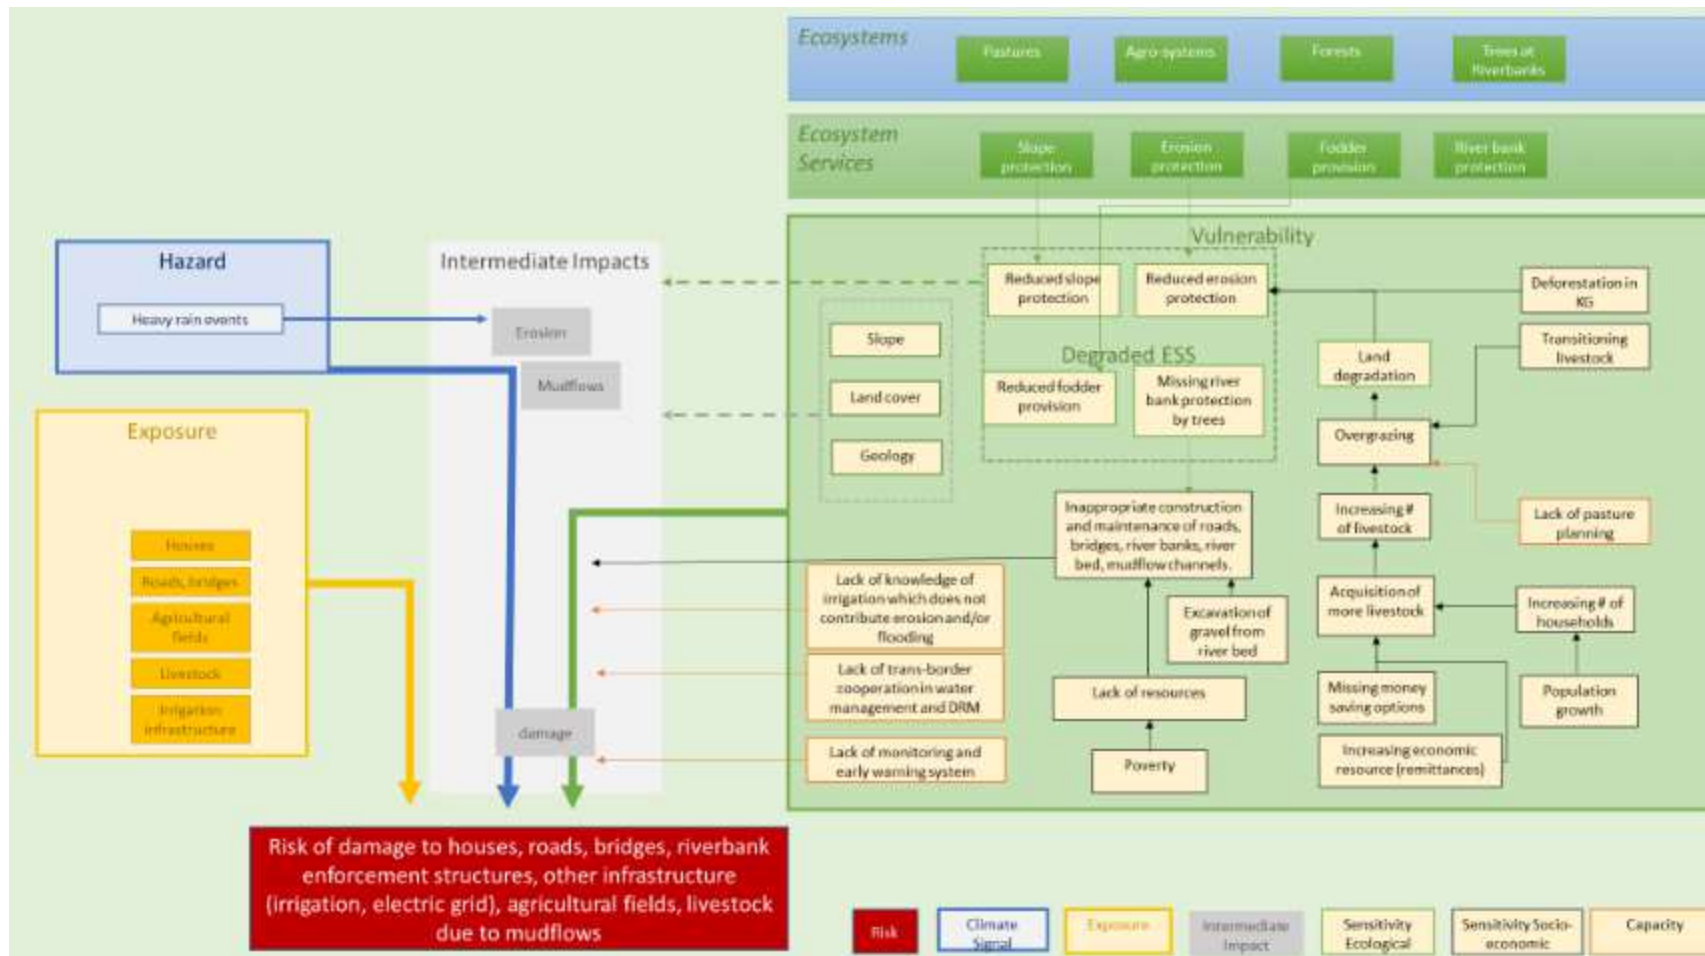 Ecosystems
Pastures
Agro-systems
Forests
Trees at
Riverbanks
Ecosystem
Services
Slope
protection
Erosion
protection
Fodder
provision
River bank
protection
Hazard
Heavy rain events
Exposure
Houses
Roads, bridges
Agricultural
fields
Livestock
Irrigation
infrastructure
Intermediate Impacts
Erosion
Mudflows
damage
Vulnerability
Reduced slope
protection
Reduced erosion
protection
Degraded ESS
Reduced fodder
provision
Missing river
bank protection
by trees
Slope
Land cover
Geology
Deforestation in
KG
Transitioning
livestock
Land
degradation
Overgrazing
Increasing #
of livestock
Lack of pasture
planning
Acquisition of
more livestock
Increasing # of
households
Missing money
saving options
Population
growth
Increasing economic
resource (remittances)
Inappropriate construction
and maintenance of roads,
bridges, river banks, river
bed, mudflow channels.
Excavation of
gravel from
river bed
Lack of resources
Poverty
Lack of knowledge of
irrigation which does not
contribute erosion and/or
flooding
Lack of trans-border
cooperation in water
management and DRM
Lack of monitoring and
early warning system
Risk of damage to houses, roads, bridges, riverbank
enforcement structures, other infrastructure
(irrigation, electric grid), agricultural fields, livestock
due to mudflows
Risk
Climate
Signal
Exposure
Intermediate
Impact
Sensitivity
Ecological
Sensitivity Socio-
economic
Capacity